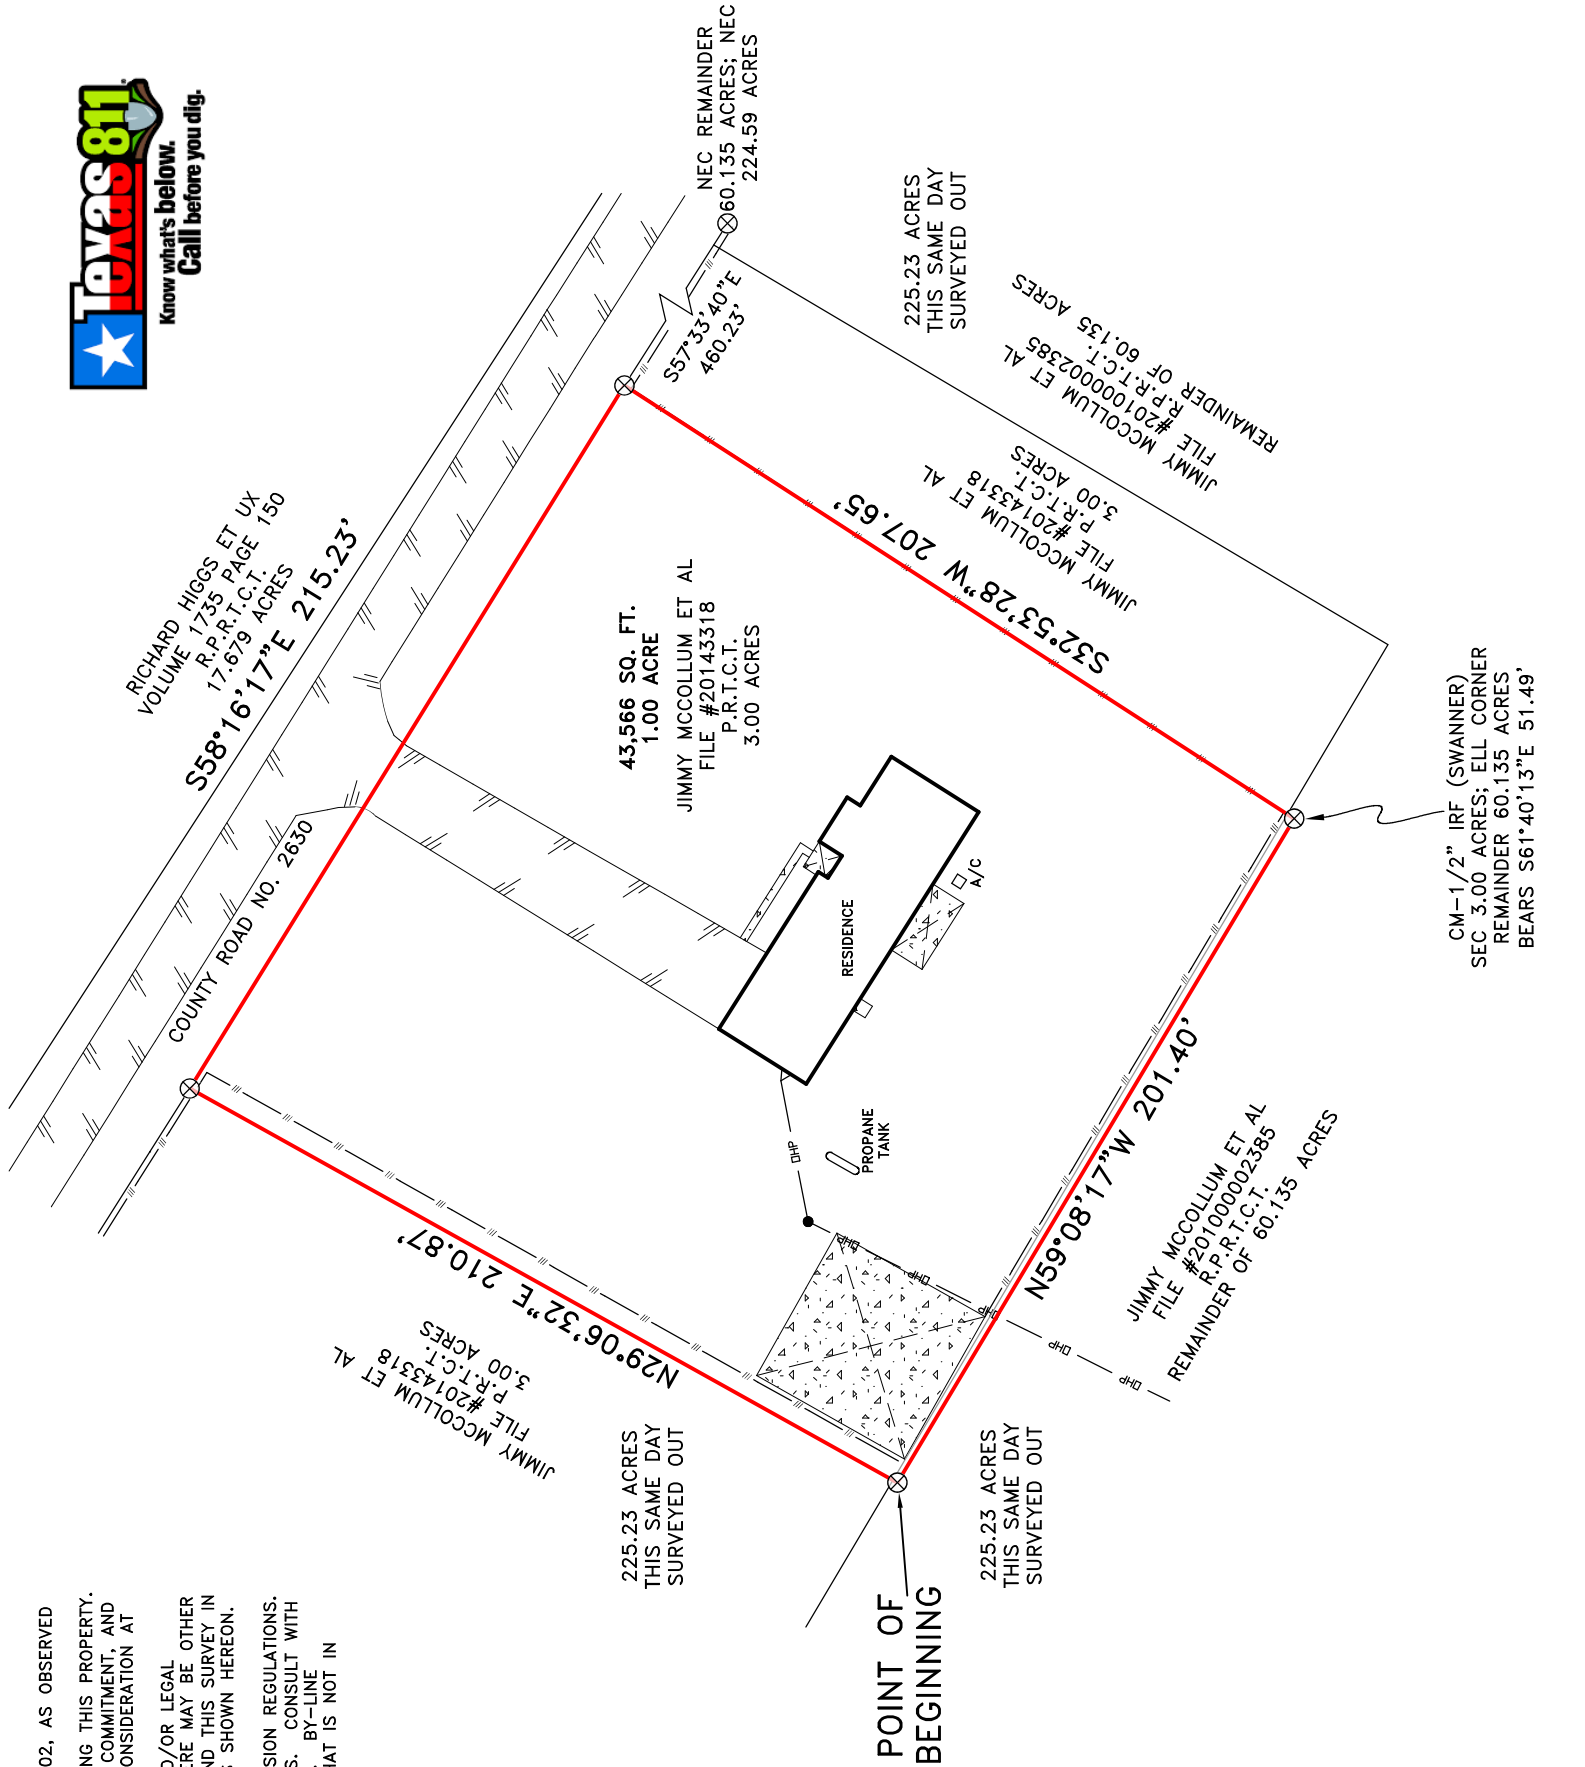 Texas811
Know what's below.
Call before you dig.
NEC REMAINDER
60.135 ACRES; NEC
224.59 ACRES
225.23 ACRES
THIS SAME DAY
SURVEYED OUT
JIMMY MCCOLLUM ET AL
FILE #201000002385
R.P.R.T.C.T.
REMAINDER OF 60.135 ACRES
S57°33'40"E
460.23'
JIMMY MCCOLLUM ET AL
FILE #20143318
P.R.T.C.T.
3.00 ACRES
S32°53'28"W 207.65'
RICHARD HIGGS ET UX
VOLUME 1735 PAGE 150
R.P.R.T.C.T.
17.679 ACRES
S58°16'17"E 215.23'
COUNTY ROAD NO. 2630
43,566 SQ. FT.
1.00 ACRE
JIMMY MCCOLLUM ET AL
FILE #20143318
P.R.T.C.T.
3.00 ACRES
RESIDENCE
A/C
PROPANE
TANK
OHP
OHP
OHP
OHP
OHP
OHP
CM-1/2" IRF (SWANNER)
SEC 3.00 ACRES; ELL CORNER
REMAINDER 60.135 ACRES
BEARS S61°40'13"E 51.49'
N59°08'17"W 201.40'
JIMMY MCCOLLUM ET AL
FILE #201000002385
R.P.R.T.C.T.
REMAINDER OF 60.135 ACRES
N29°06'32"E 210.87'
JIMMY MCCOLLUM ET AL
FILE #20143318
P.R.T.C.T.
3.00 ACRES
225.23 ACRES
THIS SAME DAY
SURVEYED OUT
225.23 ACRES
THIS SAME DAY
SURVEYED OUT
POINT OF
BEGINNING
02, AS OBSERVED
NG THIS PROPERTY.
COMMITMENT, AND
ONSIDERATION AT
D/OR LEGAL
ERE MAY BE OTHER
ND THIS SURVEY IN
S SHOWN HEREON.
SION REGULATIONS.
S. CONSULT WITH
BY-LINE
HAT IS NOT IN